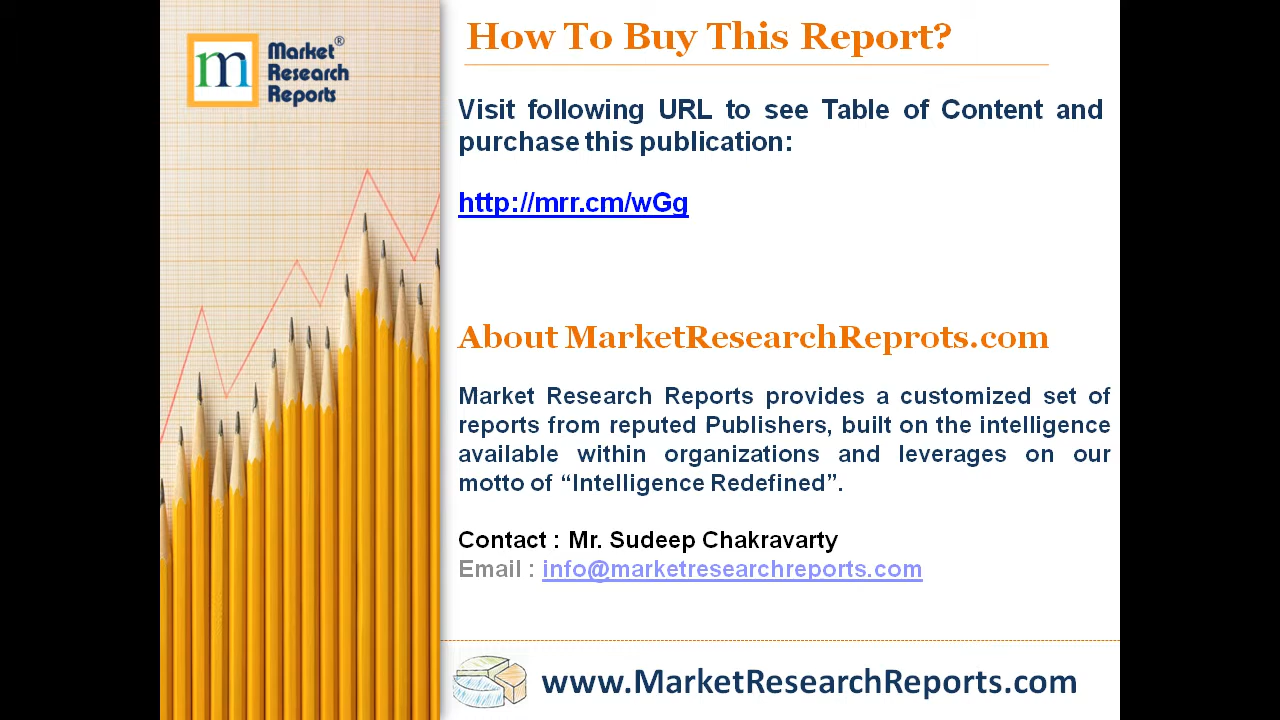 m
Market®
Research
Reports
How To Buy This Report?
Visit following URL to see Table of Content and
purchase this publication:
http://mrr.cm/wGg
About MarketResearchReprots.com
Market Research Reports provides a customized set of
reports from reputed Publishers, built on the intelligence
available within organizations and leverages on our
motto of “Intelligence Redefined”.
Contact : Mr. Sudeep Chakravarty
Email : info@marketresearchreports.com
www.MarketResearchReports.com